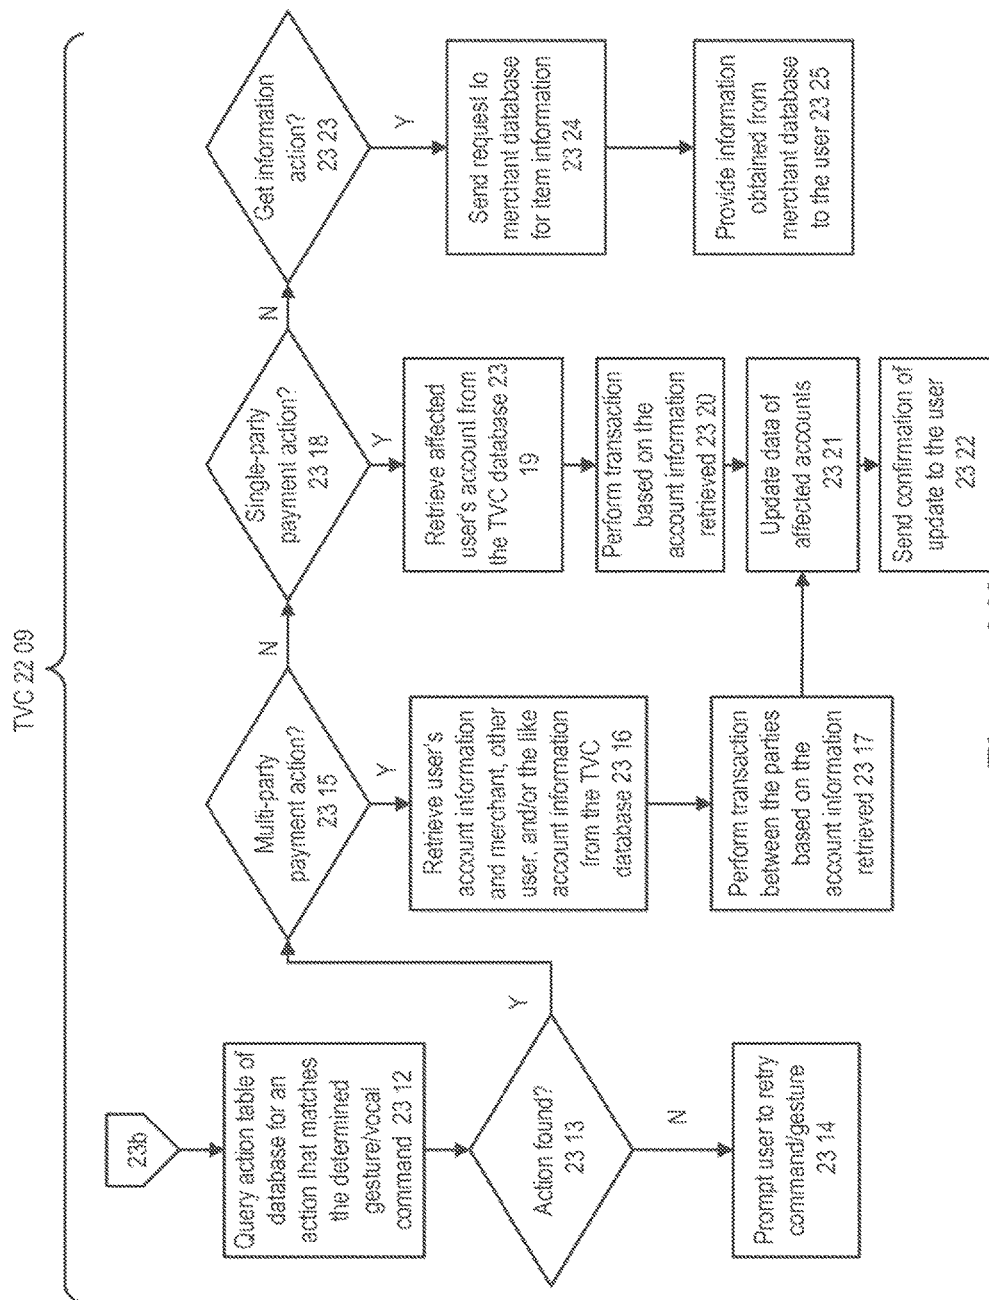 TVC 22 09
23b
Query action table of
database for an
action that matches
the determined
gesture/vocal
command 23 12
Action found?
23 13
Y
N
Prompt user to retry
command/gesture
23 14
Multi-party
payment action?
23 15
N
Y
Retrieve user's
account information
and merchant, other
user, and/or the like
account information
from the TVC
database 23 16
Perform transaction
between the parties
based on the
account information
retrieved 23 17
Single-party
payment action?
23 18
N
Y
Retrieve affected
user's account from
the TVC database 23
19
Perform transaction
based on the
account information
retrieved 23 20
Update data of
affected accounts
23 21
Send confirmation of
update to the user
23 22
Get information
action?
23 23
Y
Send request to
merchant database
for item information
23 24
Provide information
obtained from
merchant database
to the user 23 25